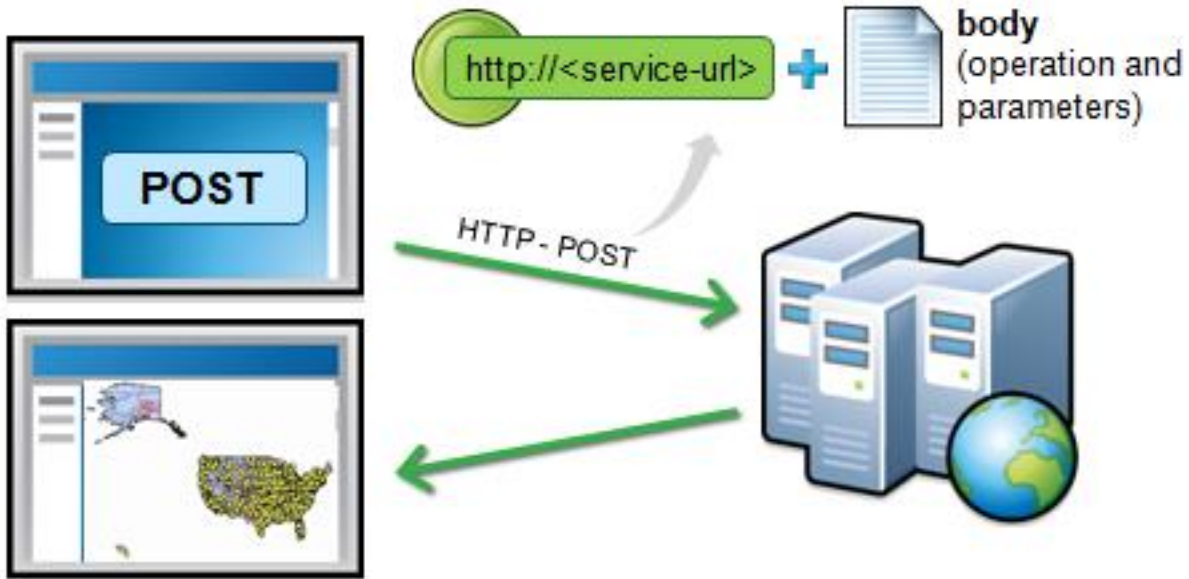 http://<service-url>
body
(operation and
parameters)
POST
HTTP - POST